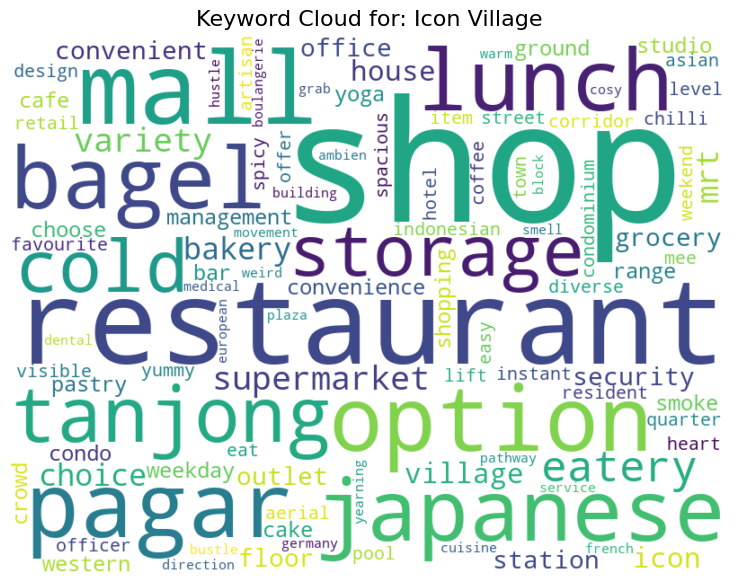 Keyword Cloud for: Icon Village
convenient
office
ground
studio
design
mall
hustle
artisan
boulangerie
grab
house
lunch
warm
cosy
asian
level
cafe
retail
yoga
item
street
corridor
chilli
variety
spicy
offer
shop
ambien
spacious
building
bagel
hotel
coffee
town
block
condominium
weekend
mrt
management
choose
favourite
bakery
movement
indonesian
smell
grocery
cold
bar
weird
storage
shopping
mee
range
medical
convenience
diverse
restaurant
european
plaza
dental
easy
visible
yummy
pastry
supermarket
lift
instant
security
resident
tanjong
option
smoke
quarter
condo
eat
heart
choice
weekday
outlet
village
pathway
eatery
service
crowd
pagar
aerial
cake
yearning
japanese
officer
bustle
germany
pool
cuisine
french
western
direction
floor
station
icon